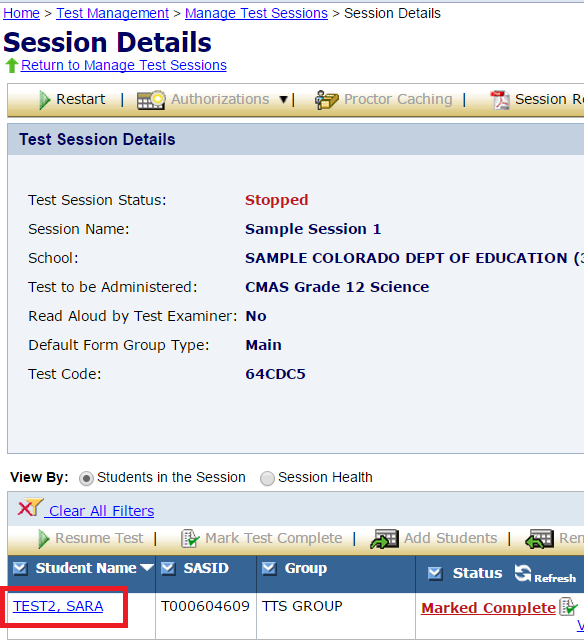 Home > Test Management > Manage Test Sessions > Session Details
Session Details
Return to Manage Test Sessions
Restart | Authorizations | Proctor Caching | Session
Test Session Details
Test Session Status: Stopped
Session Name: Sample Session 1
School: SAMPLE COLORADO DEPT OF EDUCATION (
Test to be Administered: CMAS Grade 12 Science
Read Aloud by Test Examiner: No
Default Form Group Type: Main
Test Code: 64CDC5
View By: Students in the Session Session Health
Clear All Filters
Resume Test | Mark Test Complete | Add Students |
Student Name SASID Group Status Refresh
TEST2, SARA T000604609 TTS GROUP Marked Complete